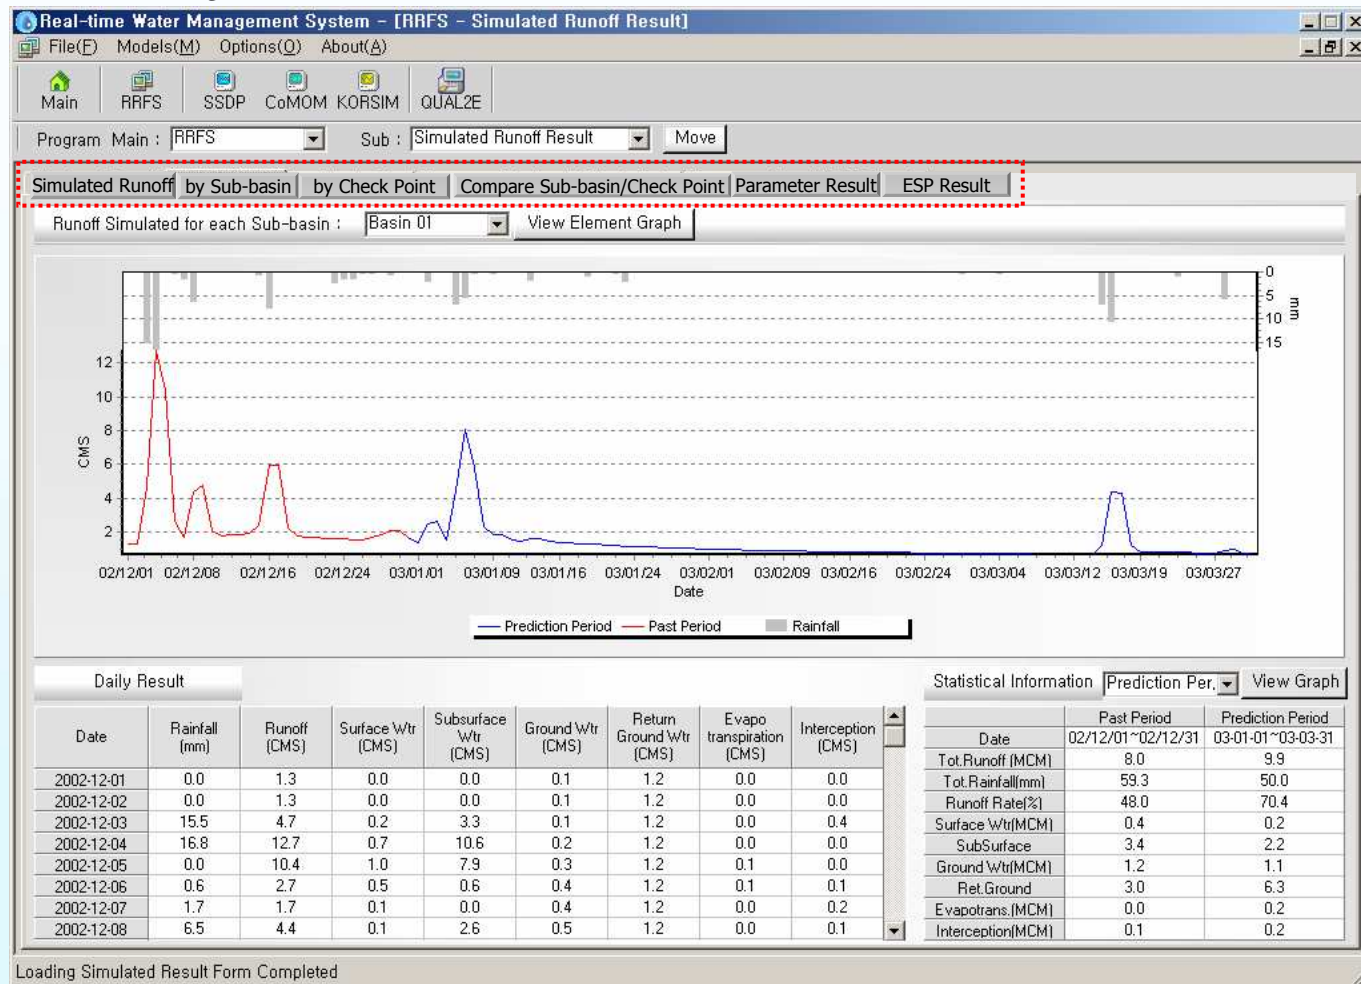 Real-time Water Management System - [RRFS - Simulated Runoff Result]
File(F) Models(M) Options(O) About(A)
Main RRFS SSDP CoMOM KORSIM QUAL2E
Program Main : RRFS Sub : Simulated Runoff Result Move
Simulated Runoff by Sub-basin by Check Point Compare Sub-basin/Check Point Parameter Result ESP Result
Runoff Simulated for each Sub-basin : Basin 01 View Element Graph
0
5
10
15
mm
12
10
8
6
4
2
CMS
02/12/01 02/12/08 02/12/16 02/12/24 03/01/01 03/01/09 03/01/16 03/01/24 03/02/01 03/02/09 03/02/16 03/02/24 03/03/04 03/03/12 03/03/19 03/03/27
Date
Prediction Period Past Period Rainfall
Daily Result
Date Rainfall (mm) Runoff (CMS) Surface Wtr (CMS) Subsurface Wtr (CMS) Ground Wtr (CMS) Return Ground Wtr (CMS) Evapo transpiration (CMS) Interception (CMS)
2002-12-01 0.0 1.3 0.0 0.0 0.1 1.2 0.0 0.0
2002-12-02 0.0 1.3 0.0 0.0 0.1 1.2 0.0 0.0
2002-12-03 15.5 4.7 0.2 3.3 0.1 1.2 0.0 0.4
2002-12-04 16.8 12.7 0.7 10.6 0.2 1.2 0.0 0.0
2002-12-05 0.0 10.4 1.0 7.9 0.3 1.2 0.1 0.0
2002-12-06 0.6 2.7 0.5 0.6 0.4 1.2 0.1 0.1
2002-12-07 1.7 1.7 0.1 0.0 0.4 1.2 0.0 0.2
2002-12-08 6.5 4.4 0.1 2.6 0.5 1.2 0.0 0.1
Statistical Information Prediction Per, View Graph
Past Period Prediction Period
Date 02/12/01~02/12/31 03-01-01~03-03-31
Tot.Runoff (MCM) 8.0 9.9
Tot.Rainfall(mm) 59.3 50.0
Runoff Rate(%) 48.0 70.4
Surface Wtr(MCM) 0.4 0.2
SubSurface 3.4 2.2
Ground Wtr(MCM) 1.2 1.1
Ret.Ground 3.0 6.3
Evapotrans.(MCM) 0.0 0.2
Interception(MCM) 0.1 0.2
Loading Simulated Result Form Completed